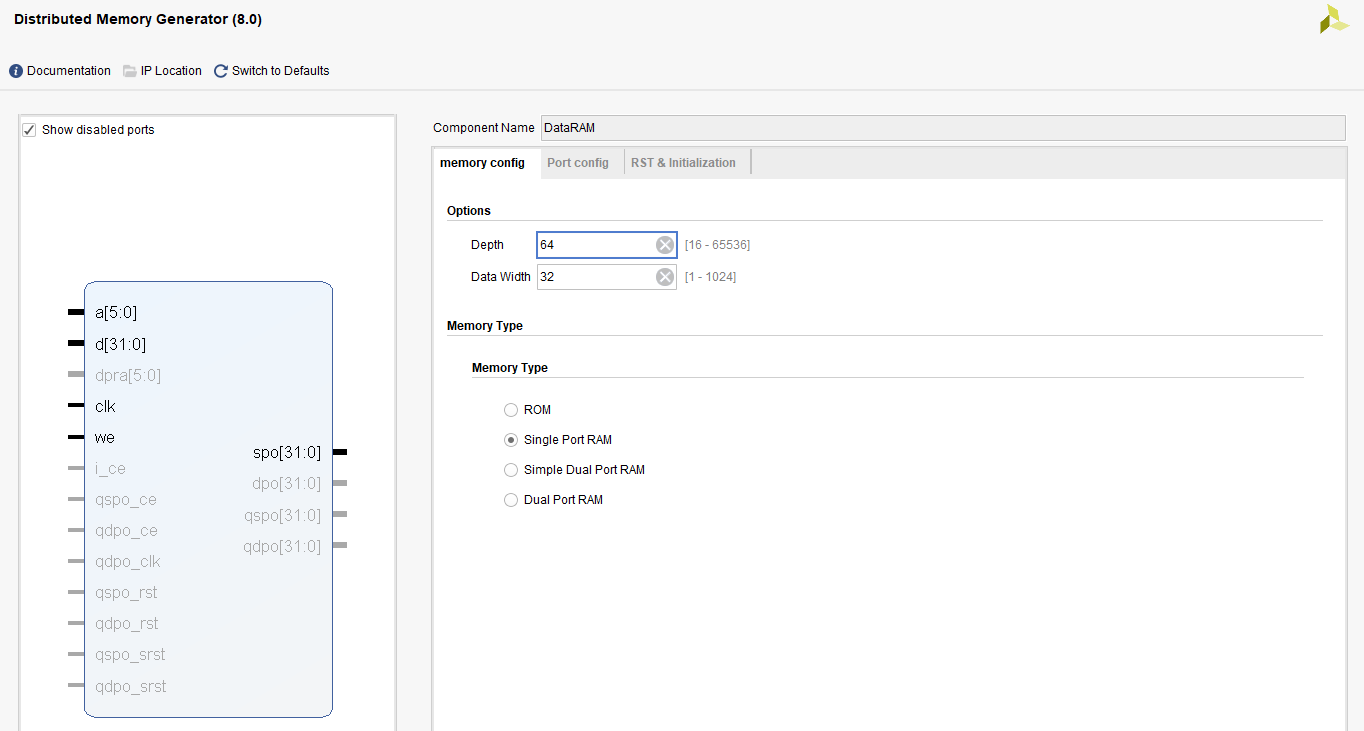 Distributed Memory Generator (8.0)
Documentation IP Location Switch to Defaults
Show disabled ports
a[5:0]
d[31:0]
dpra[5:0]
clk
we
i_ce
qspo_ce
qdpo_ce
qdpo_clk
qspo_rst
qdpo_rst
qspo_srst
qdpo_srst
spo[31:0]
dpo[31:0]
qspo[31:0]
qdpo[31:0]
Component Name DataRAM
memory config Port config RST & Initialization
Options
Depth 64 [16 - 65536]
Data Width 32 [1 - 1024]
Memory Type
Memory Type
ROM
Single Port RAM
Simple Dual Port RAM
Dual Port RAM